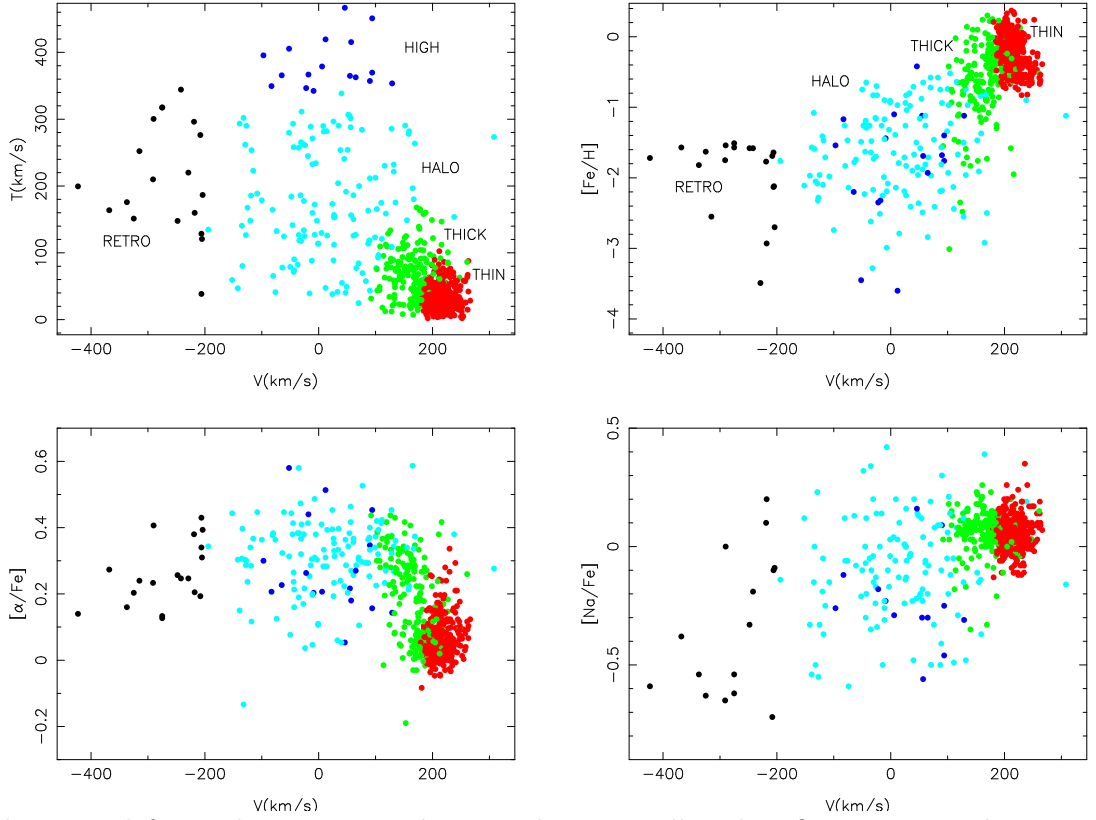 400
300
200
100
0
T(km/s)
HIGH
HALO
RETRO
THICK
THIN
−400
−200
0
200
V(km/s)
0
−1
−2
−3
−4
[Fe/H]
THICK
THIN
HALO
RETRO
−400
−200
0
200
V(km/s)
0.6
0.4
0.2
0
−0.2
[α/Fe]
−400
−200
0
200
V(km/s)
0.5
0
−0.5
[Na/Fe]
−400
−200
0
200
V(km/s)